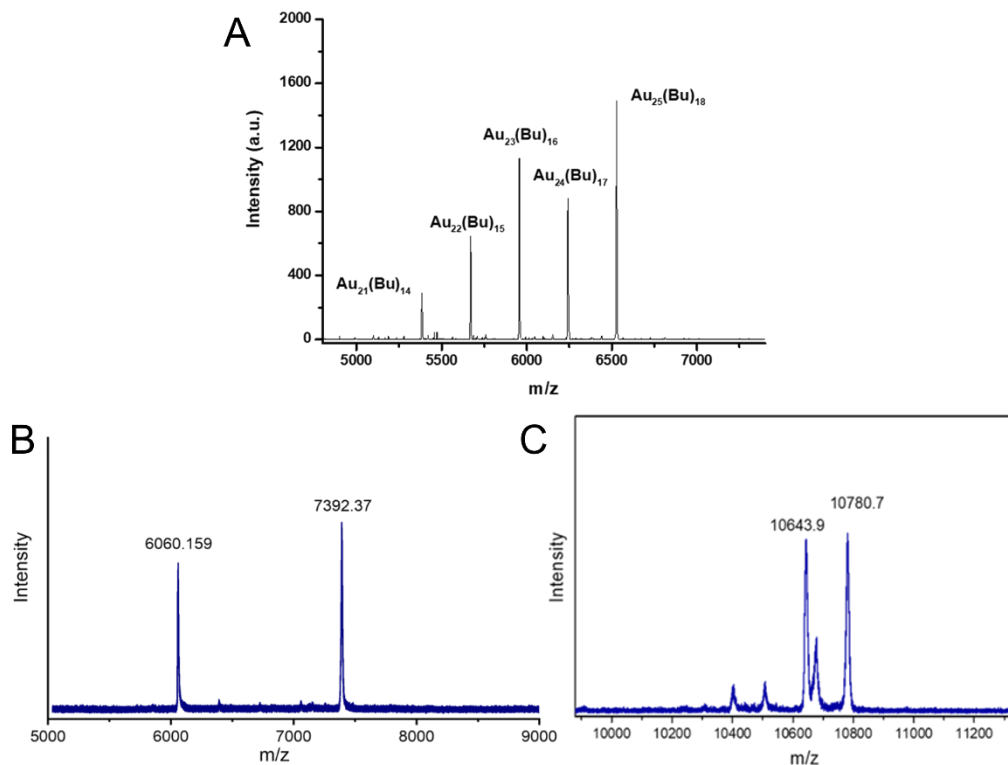 A
2000
1600
1200
800
400
0
Intensity (a.u.)
Au₂₅(Bu)₁₈
Au₂₃(Bu)₁₆
Au₂₄(Bu)₁₇
Au₂₂(Bu)₁₅
Au₂₁(Bu)₁₄
5000 5500 6000 6500 7000
m/z
B
7392.37
6060.159
Intensity
5000 6000 7000 8000 9000
m/z
C
10780.7
10643.9
Intensity
10000 10200 10400 10600 10800 11000 11200
m/z